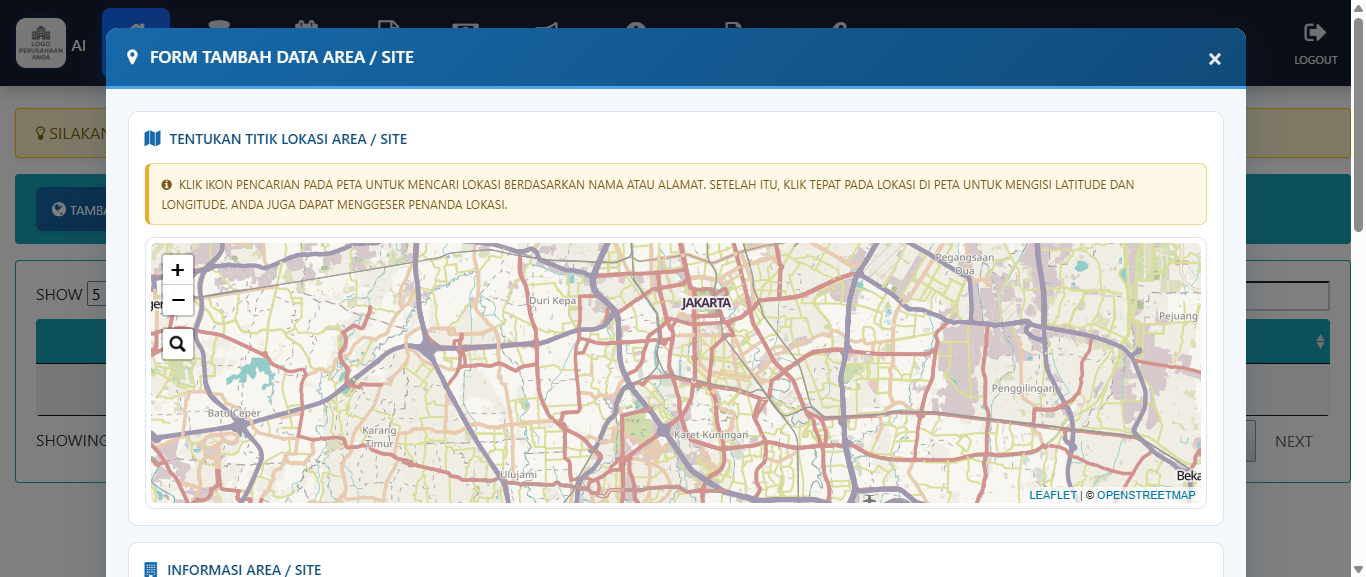 LOGO
PERUSAHAAN
ANDA
AI
LOGOUT
FORM TAMBAH DATA AREA / SITE
×
SILAKAN
TAMBA
TENTUKAN TITIK LOKASI AREA / SITE
KLIK IKON PENCARIAN PADA PETA UNTUK MENCARI LOKASI BERDASARKAN NAMA ATAU ALAMAT. SETELAH ITU, KLIK TEPAT PADA LOKASI DI PETA UNTUK MENGISI LATITUDE DAN
LONGITUDE. ANDA JUGA DAPAT MENGGESER PENANDA LOKASI.
+
−
SHOW 5
Pegangsaan
Dua
Duri Kepa
JAKARTA
Pejuang
Penggilingan
Batu Ceper
Karang
Timur
Karet Kuningan
Ulujami
Beka
LEAFLET | © OPENSTREETMAP
SHOWING
NEXT
INFORMASI AREA / SITE